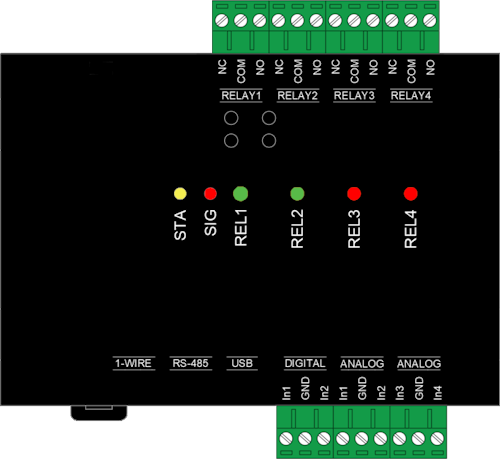 NC COM NO NC COM NO NC COM NO NC COM NO
RELAY1 RELAY2 RELAY3 RELAY4
STA SIG REL1 REL2 REL3 REL4
1-WIRE RS-485 USB DIGITAL ANALOG ANALOG
In1 GND In2 In1 GND In2 In3 GND In4